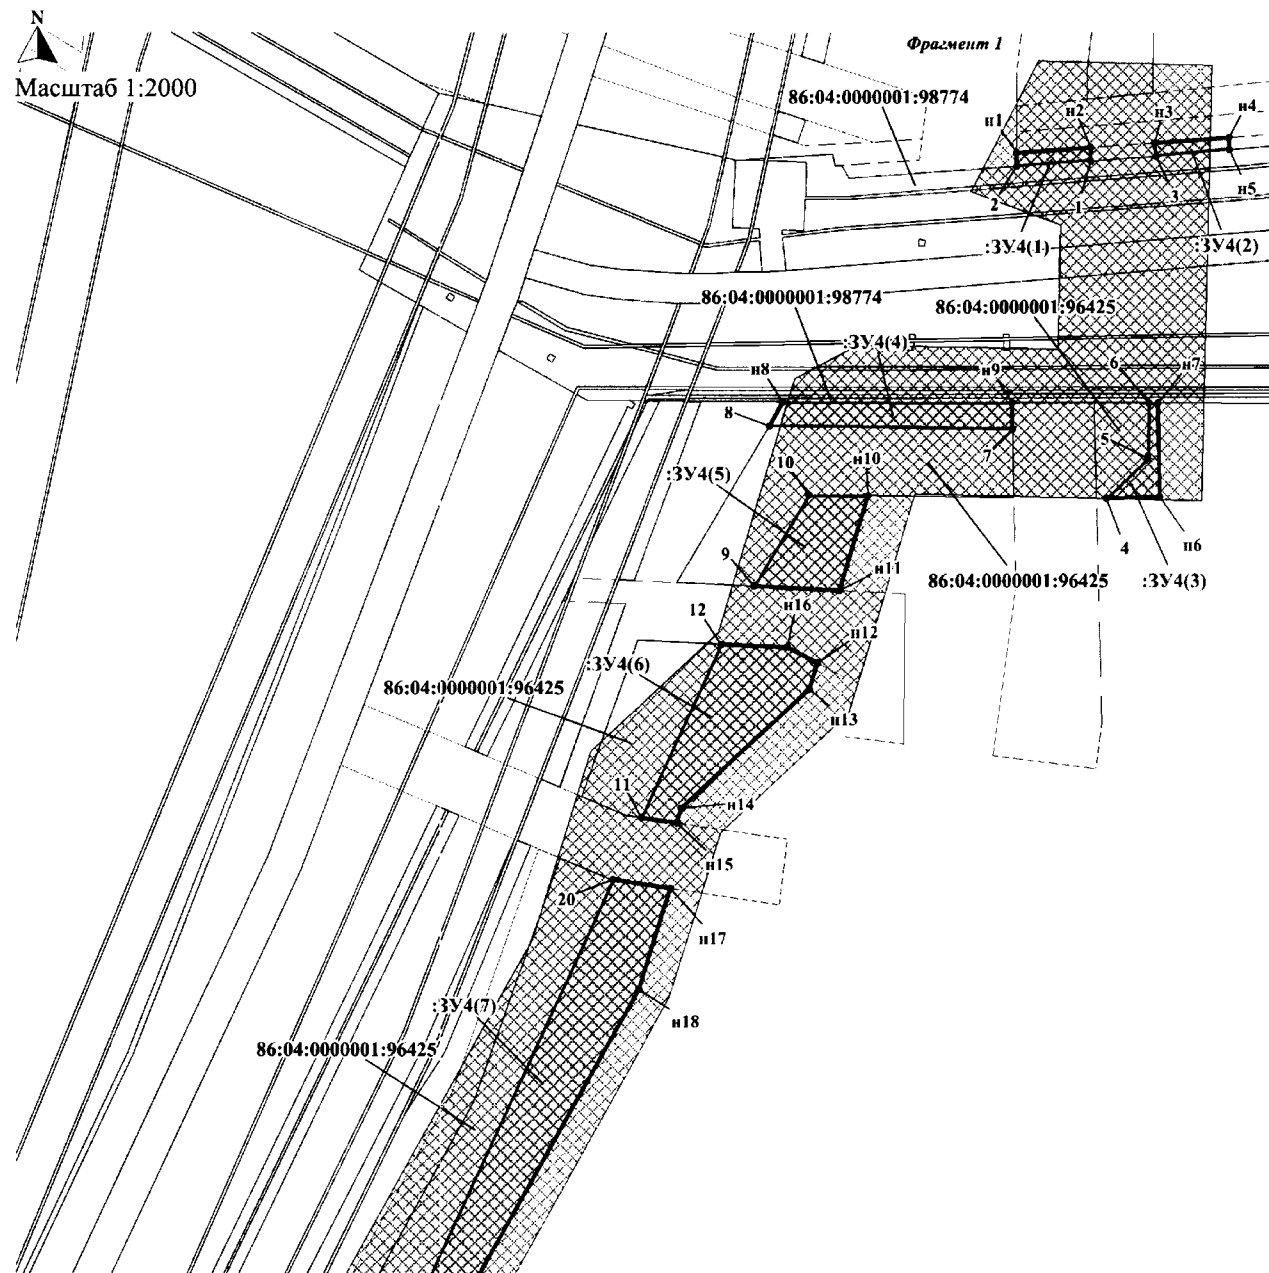 N
Масштаб 1:2000
Фрагмент 1
86:04:0000001:98774
н1
н2
н3
н4
2
1
3
н5
:ЗУ4(1)
:ЗУ4(2)
86:04:0000001:98774
86:04:0000001:96425
:ЗУ4(4)
н8
н9
6
н7
8
7
5
:ЗУ4(5)
10
н10
4
п6
9
н11
86:04:0000001:96425
:ЗУ4(3)
12
н16
н12
:ЗУ4(6)
86:04:0000001:96425
н13
11
н14
н15
20
н17
:ЗУ4(7)
н18
86:04:0000001:96425